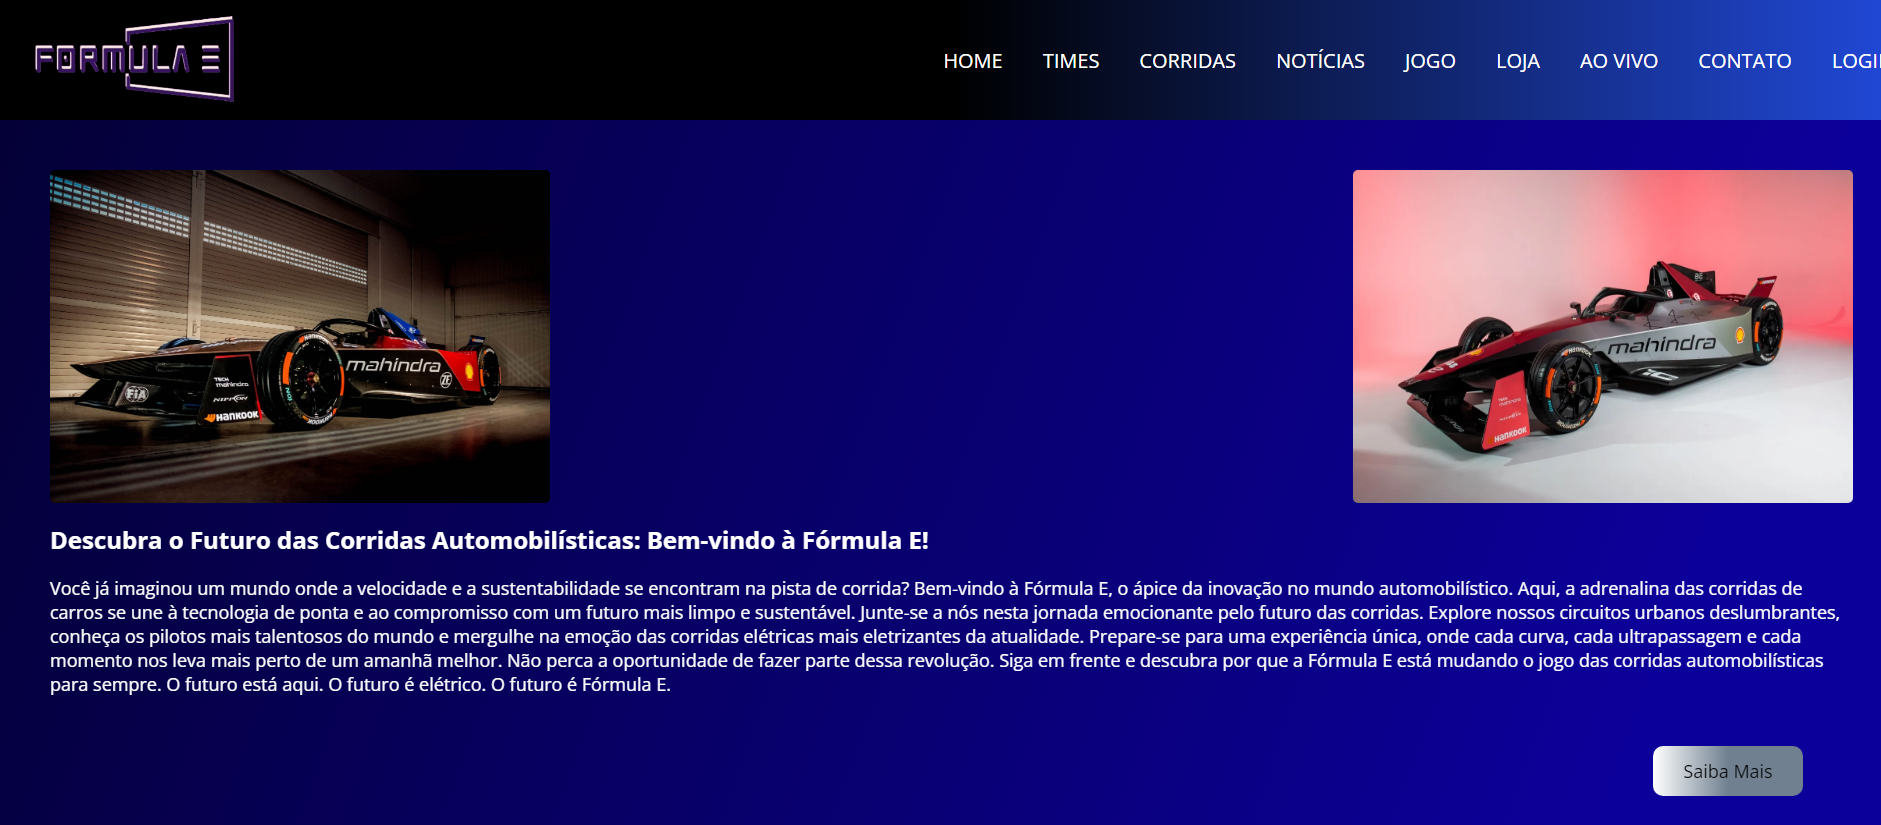 FORMULA E
HOME TIMES CORRIDAS NOTÍCIAS JOGO LOJA AO VIVO CONTATO LOGI
mahindra
ZF
FIA
TECH mahindra
NIPPON
HANKOOK
HANKOOK
mahindra
HANKOOK
HANKOOK
Descubra o Futuro das Corridas Automobilísticas: Bem-vindo à Fórmula E!
Você já imaginou um mundo onde a velocidade e a sustentabilidade se encontram na pista de corrida? Bem-vindo à Fórmula E, o ápice da inovação no mundo automobilístico. Aqui, a adrenalina das corridas de
carros se une à tecnologia de ponta e ao compromisso com um futuro mais limpo e sustentável. Junte-se a nós nesta jornada emocionante pelo futuro das corridas. Explore nossos circuitos urbanos deslumbrantes,
conheça os pilotos mais talentosos do mundo e mergulhe na emoção das corridas elétricas mais eletrizantes da atualidade. Prepare-se para uma experiência única, onde cada curva, cada ultrapassagem e cada
momento nos leva mais perto de um amanhã melhor. Não perca a oportunidade de fazer parte dessa revolução. Siga em frente e descubra por que a Fórmula E está mudando o jogo das corridas automobilísticas
para sempre. O futuro está aqui. O futuro é elétrico. O futuro é Fórmula E.
Saiba Mais